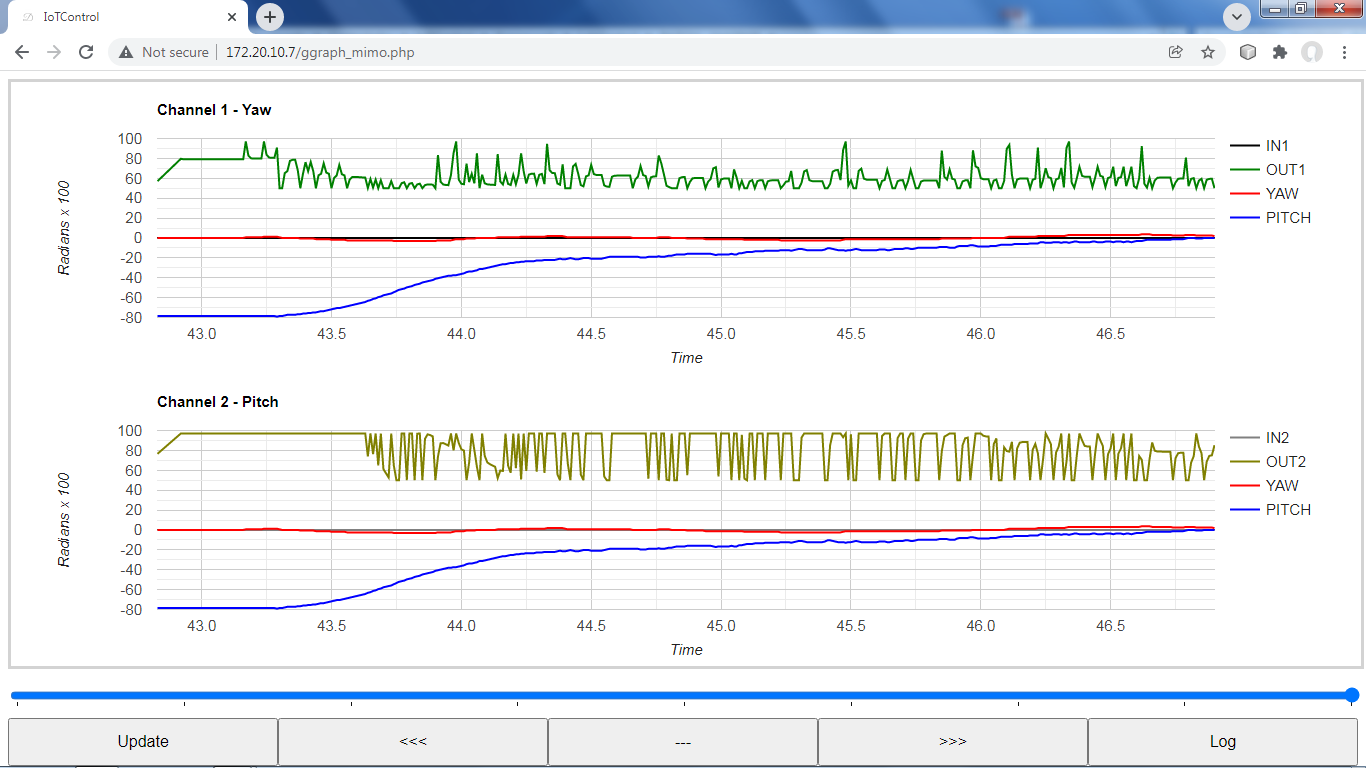 IoTControl
Not secure 172.20.10.7/ggraph_mimo.php
Channel 1 - Yaw
100
80
60
40
20
0
-20
-40
-60
-80
Radians x 100
43.0 43.5 44.0 44.5 45.0 45.5 46.0 46.5
Time
IN1
OUT1
YAW
PITCH
Channel 2 - Pitch
100
80
60
40
20
0
-20
-40
-60
-80
Radians x 100
43.0 43.5 44.0 44.5 45.0 45.5 46.0 46.5
Time
IN2
OUT2
YAW
PITCH
Update <<< --- >>> Log